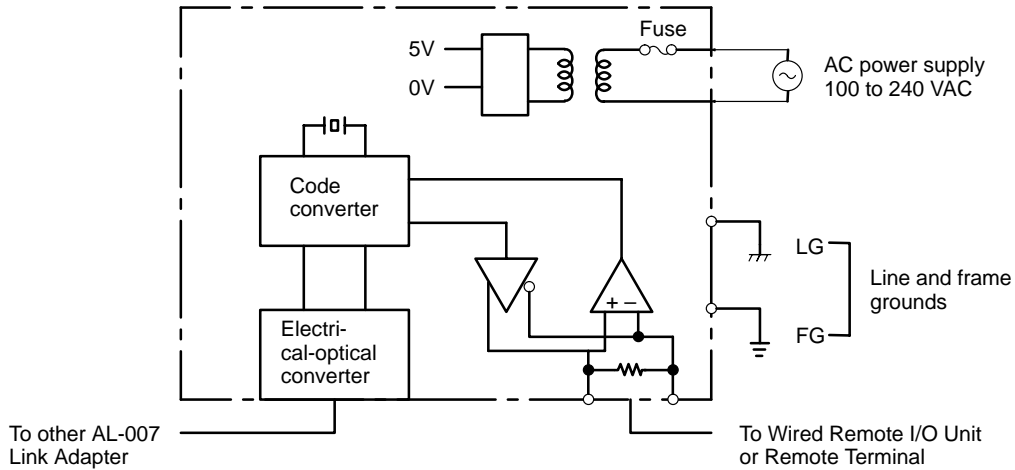 Fuse
5V
0V
AC power supply
100 to 240 VAC
Code
converter
LG
Line and frame
grounds
FG
+ −
Electri-
cal-optical
converter
To other AL-007
Link Adapter
To Wired Remote I/O Unit
or Remote Terminal